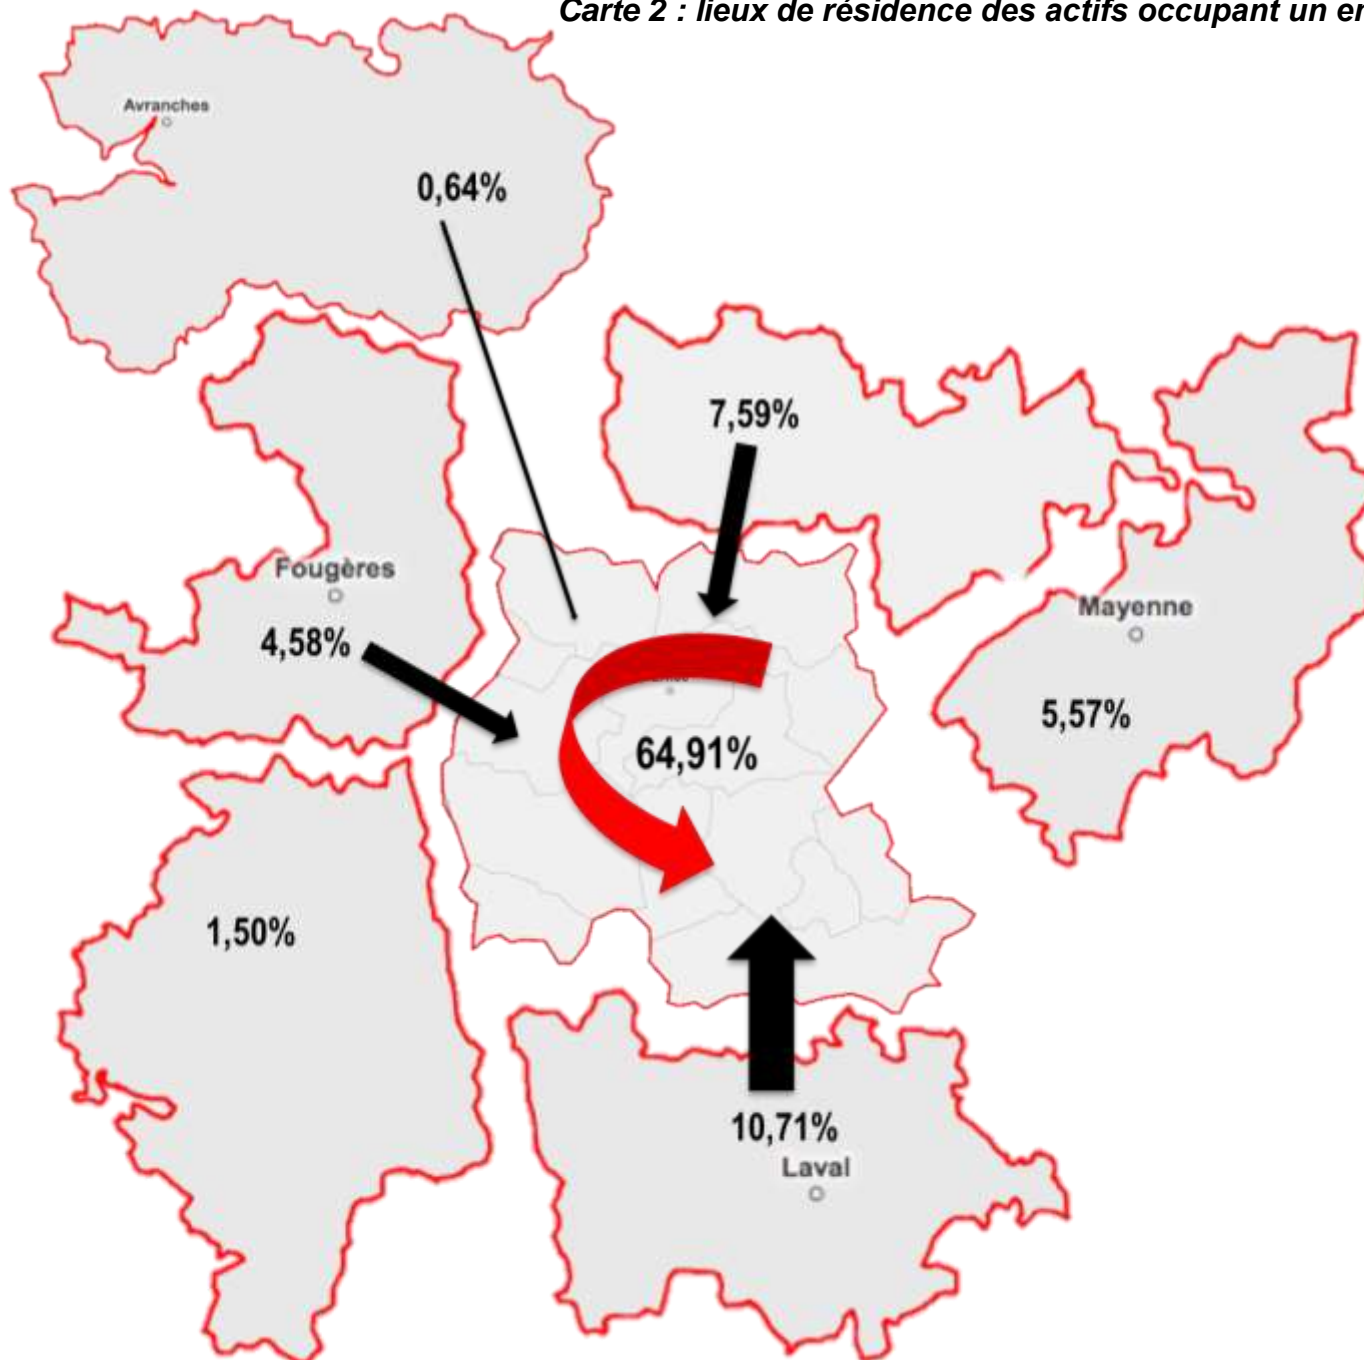 Carte 2 : lieux de résidence des actifs occupant un
Avranches
0,64%
7,59%
Fougères
4,58%
Mayenne
5,57%
64,91%
1,50%
10,71%
Laval